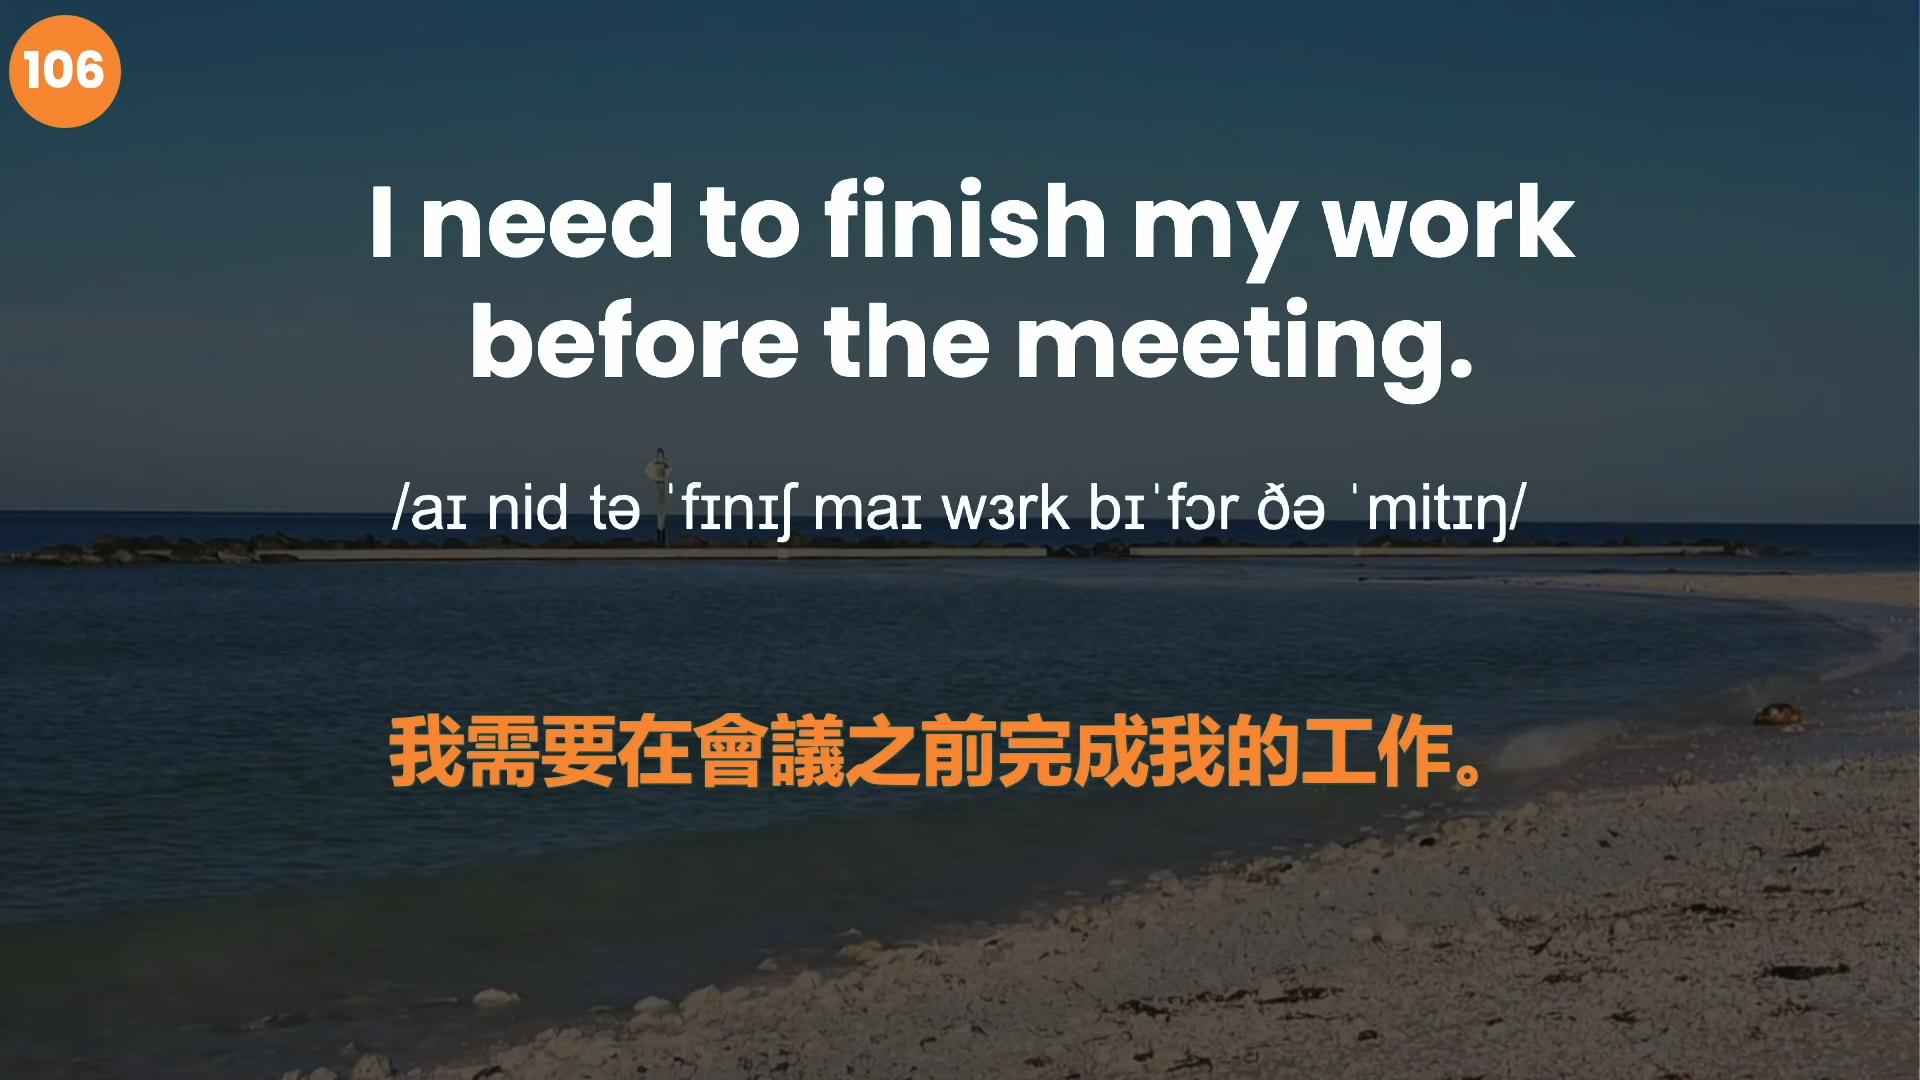 106
I need to finish my work
before the meeting.
/aɪ nid tə ˈfɪnɪʃ maɪ wɜrk bɪˈfɔr ðə ˈmitɪŋ/
我需要在會議之前完成我的工作。